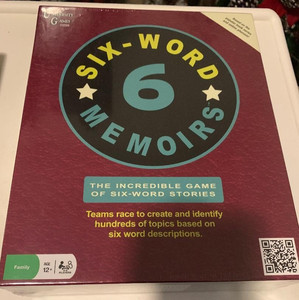 SIX-WORD
6
MEMOIRS
THE INCREDIBLE GAME
OF SIX-WORD STORIES
Teams race to create and identify
hundreds of topics based on
six word descriptions.
Family
AGE
12+